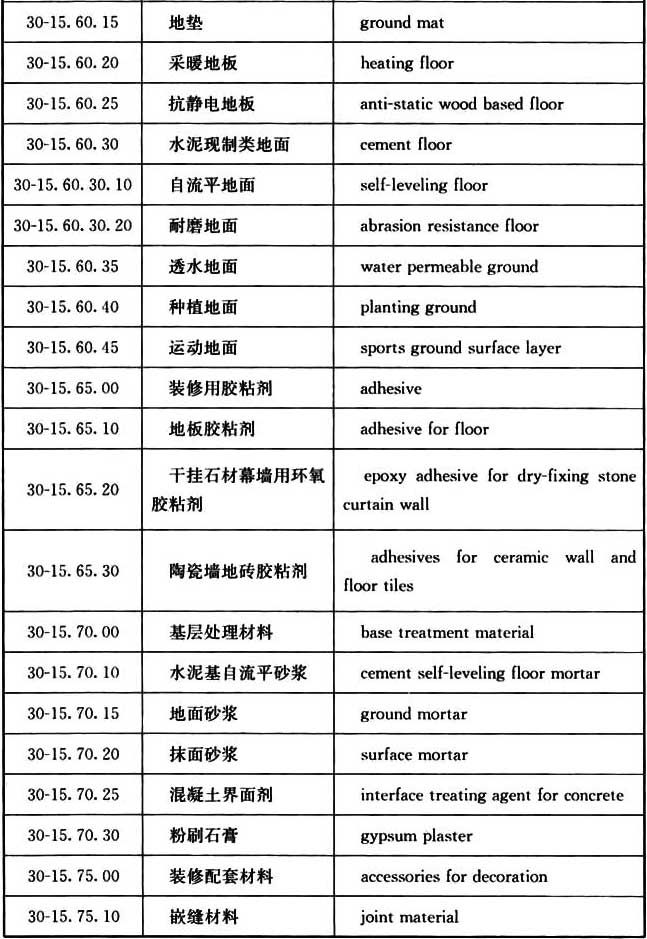 30-15. 60. 15 地垫 ground mat
30-15. 60. 20 采暖地板 heating floor
30-15. 60. 25 抗静电地板 anti-static wood based floor
30-15. 60. 30 水泥现制类地面 cement floor
30-15. 60. 30. 10 自流平地面 self-leveling floor
30-15. 60. 30. 20 耐磨地面 abrasion resistance floor
30-15. 60. 35 透水地面 water permeable ground
30-15. 60. 40 种植地面 planting ground
30-15. 60. 45 运动地面 sports ground surface layer
30-15. 65. 00 装修用胶粘剂 adhesive
30-15. 65. 10 地板胶粘剂 adhesive for floor
30-15. 65. 20
干挂石材幕墙用环氧
胶粘剂
epoxy adhesive for dry-fixing stone
curtain wall
30-15. 65. 30 陶瓷墙地砖胶粘剂
adhesives for ceramic wall and
floor tiles
30-15. 70. 00 基层处理材料 base treatment material
30-15. 70. 10 水泥基自流平砂浆 cement self-leveling floor mortar
30-15. 70. 15 地面砂浆 ground mortar
30-15. 70. 20 抹面砂浆 surface mortar
30-15. 70. 25 混凝土界面剂 interface treating agent for concrete
30-15. 70. 30 粉刷石膏 gypsum plaster
30-15. 75. 00 装修配套材料 accessories for decoration
30-15. 75. 10 嵌缝材料 joint material